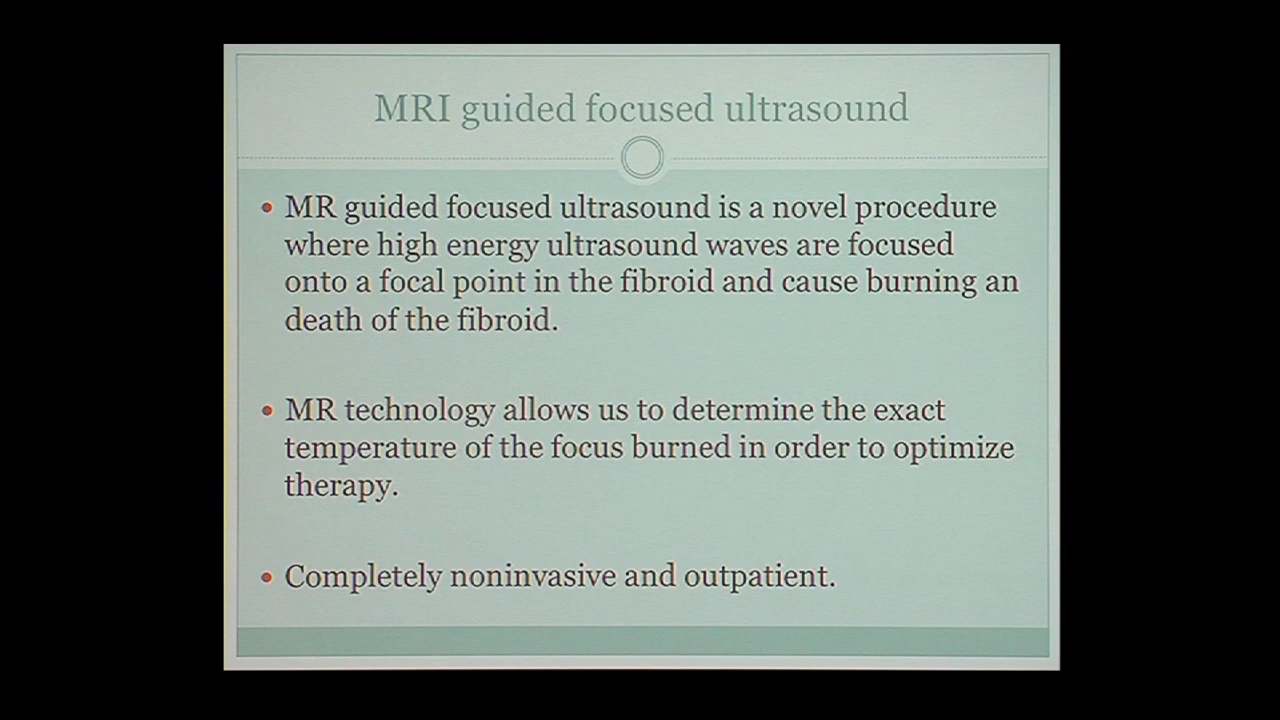 MRI guided focused ultrasound
MR guided focused ultrasound is a novel procedure
where high energy ultrasound waves are focused
onto a focal point in the fibroid and cause burning an
death of the fibroid.
MR technology allows us to determine the exact
temperature of the focus burned in order to optimize
therapy.
Completely noninvasive and outpatient.